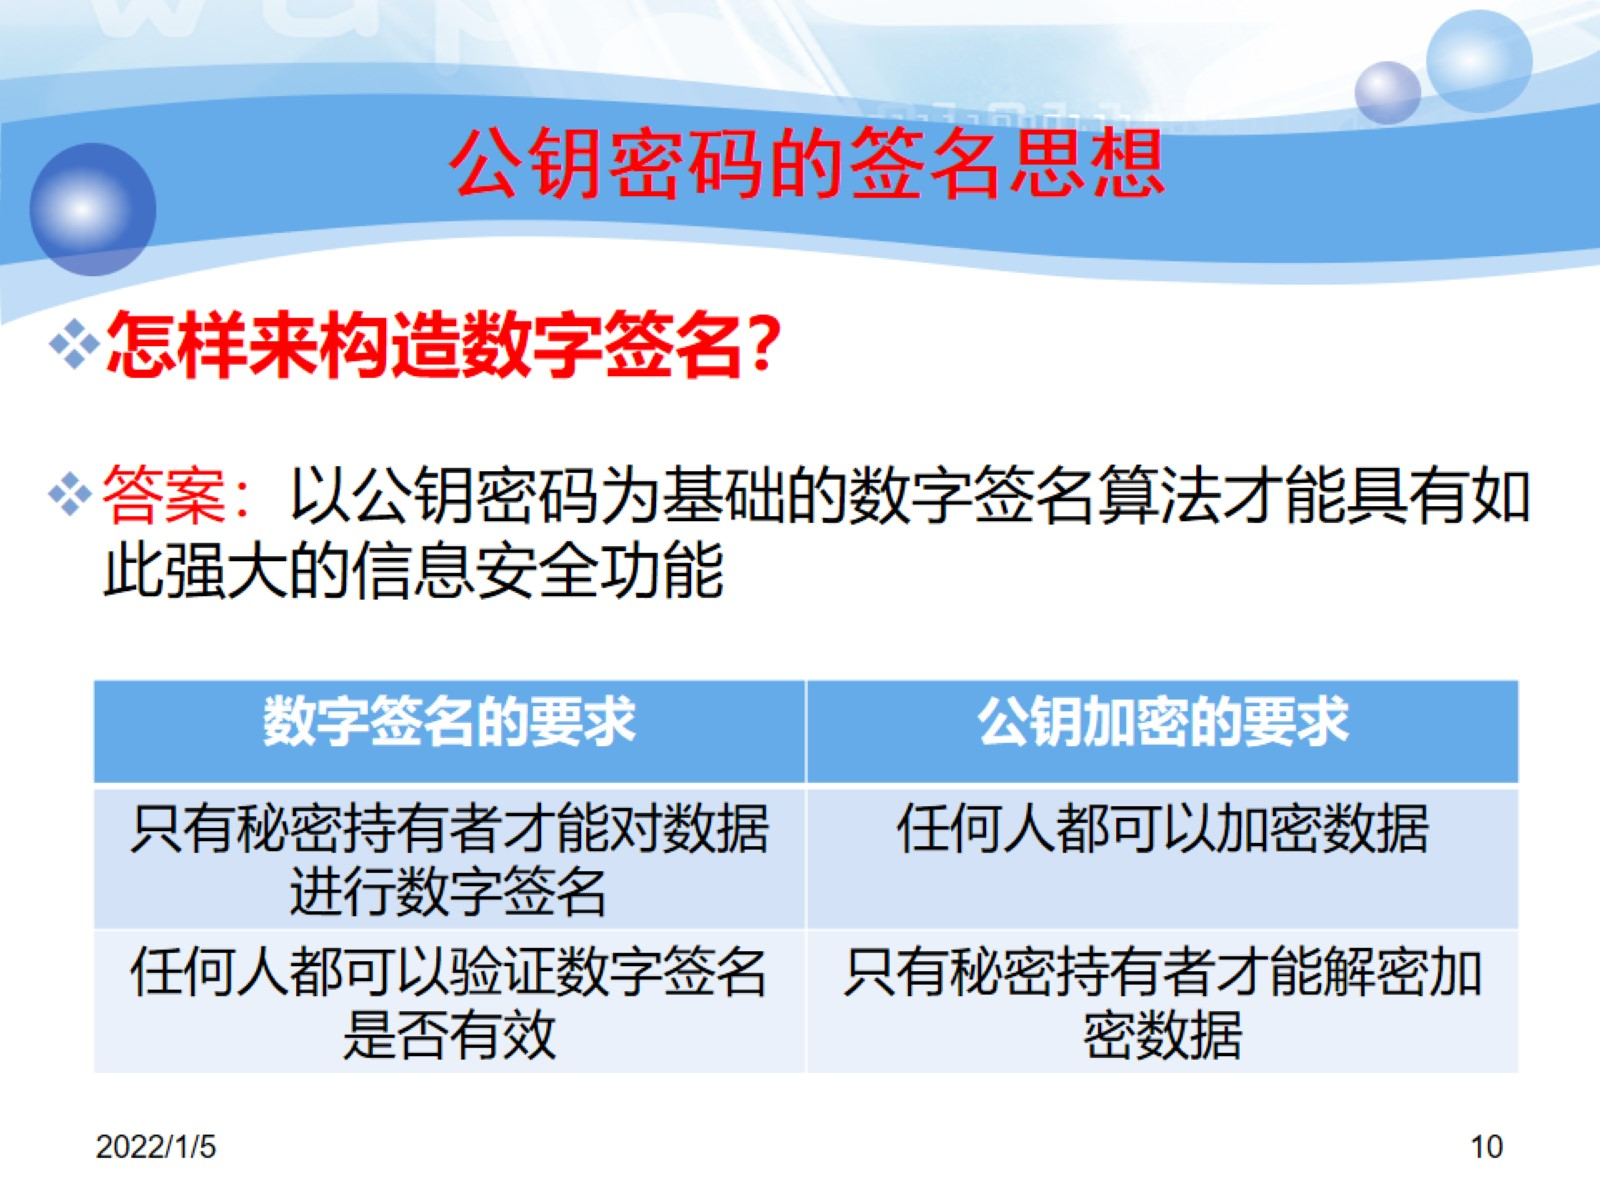 公钥密码的签名思想
怎样来构造数字签名?
答案：以公钥密码为基础的数字签名算法才能具有如
此强大的信息安全功能
数字签名的要求
公钥加密的要求
只有秘密持有者才能对数据
进行数字签名
任何人都可以加密数据
任何人都可以验证数字签名
是否有效
只有秘密持有者才能解密加
密数据
2022/1/5
10